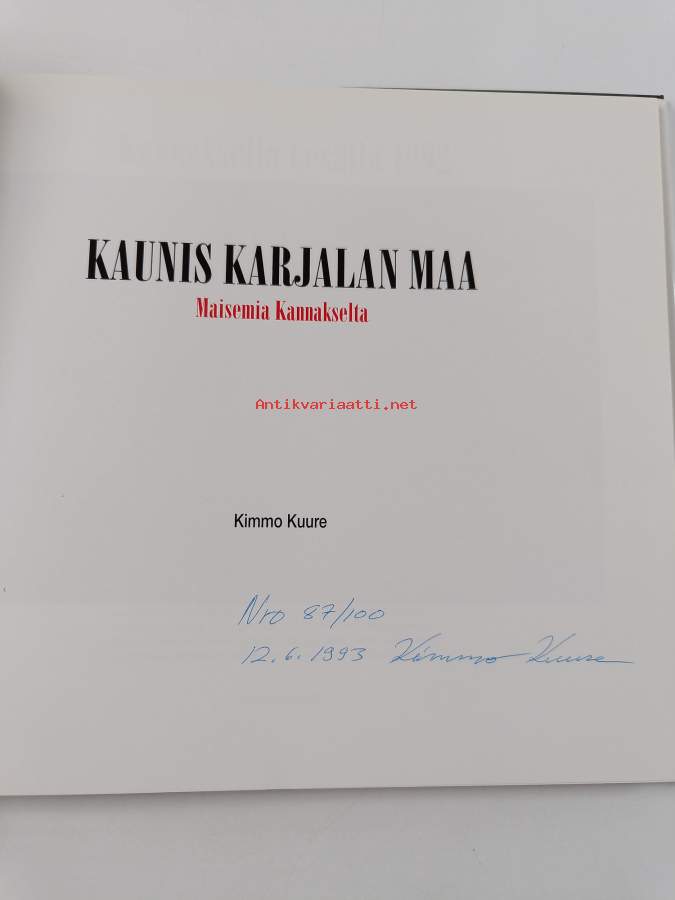 KAUNIS KARJALAN MAA
Maisemia Kannakselta
Antikvariaatti.net
Kimmo Kuure
Nro 87/100
12.6.1993 Kimmo Kuure